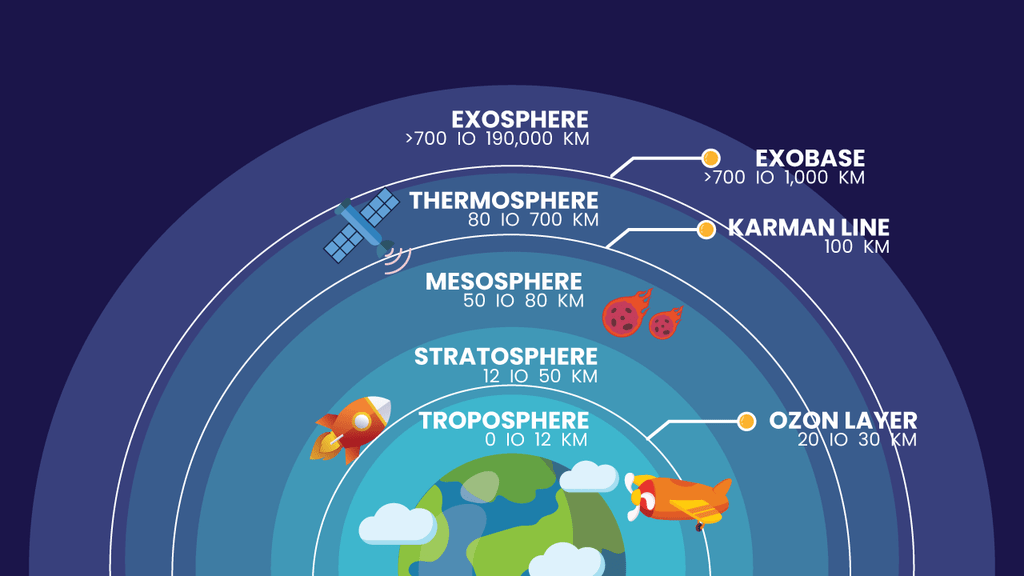 EXOSPHERE
>700 IO 190,000 KM
EXOBASE
>700 IO 1,000 KM
THERMOSPHERE
80 IO 700 KM
KARMAN LINE
100 KM
MESOSPHERE
50 IO 80 KM
STRATOSPHERE
12 IO 50 KM
TROPOSPHERE
0 IO 12 KM
OZON LAYER
20 IO 30 KM